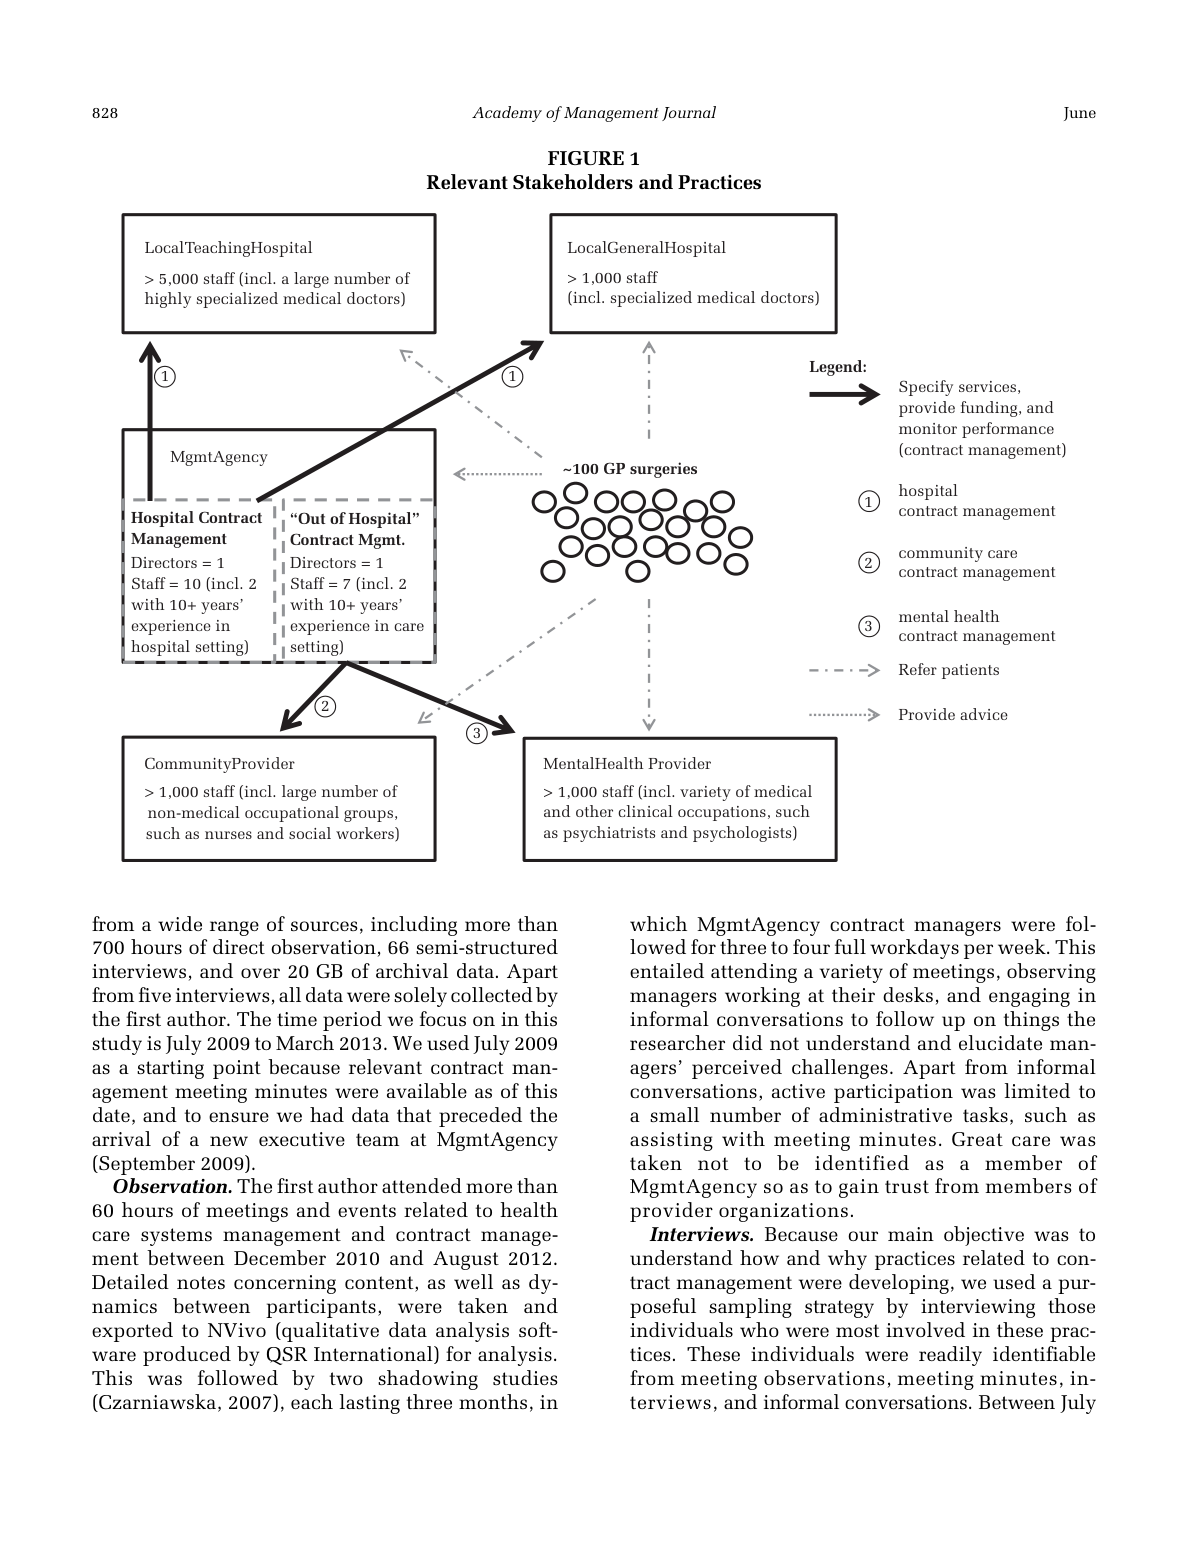 828
Academy of Management Journal
June
FIGURE 1
Relevant Stakeholders and Practices
LocalTeachingHospital
> 5,000 staff (incl. a large number of
highly specialized medical doctors)
LocalGeneralHospital
> 1,000 staff
(incl. specialized medical doctors)
1
1
MgmtAgency
Hospital Contract
Management
Directors = 1
Staff = 10 (incl. 2
with 10+ years’
experience in
hospital setting)
“Out of Hospital”
Contract Mgmt.
Directors = 1
Staff = 7 (incl. 2
with 10+ years’
experience in care
setting)
~100 GP surgeries
2
3
CommunityProvider
> 1,000 staff (incl. large number of
non-medical occupational groups,
such as nurses and social workers)
MentalHealth Provider
> 1,000 staff (incl. variety of medical
and other clinical occupations, such
as psychiatrists and psychologists)
Legend:
Specify services,
provide funding, and
monitor performance
(contract management)
1
hospital
contract management
2
community care
contract management
3
mental health
contract management
Refer patients
Provide advice
from a wide range of sources, including more than
700 hours of direct observation, 66 semi-structured
interviews, and over 20 GB of archival data. Apart
from five interviews, all data were solely collected by
the first author. The time period we focus on in this
study is July 2009 to March 2013. We used July 2009
as a starting point because relevant contract man-
agement meeting minutes were available as of this
date, and to ensure we had data that preceded the
arrival of a new executive team at MgmtAgency
(September 2009).
Observation. The first author attended more than
60 hours of meetings and events related to health
care systems management and contract manage-
ment between December 2010 and August 2012.
Detailed notes concerning content, as well as dy-
namics between participants, were taken and
exported to NVivo (qualitative data analysis soft-
ware produced by QSR International) for analysis.
This was followed by two shadowing studies
(Czarniawska, 2007), each lasting three months, in
which MgmtAgency contract managers were fol-
lowed for three to four full workdays per week. This
entailed attending a variety of meetings, observing
managers working at their desks, and engaging in
informal conversations to follow up on things the
researcher did not understand and elucidate man-
agers’ perceived challenges. Apart from informal
conversations, active participation was limited to
a small number of administrative tasks, such as
assisting with meeting minutes. Great care was
taken not to be identified as a member of
MgmtAgency so as to gain trust from members of
provider organizations.
Interviews. Because our main objective was to
understand how and why practices related to con-
tract management were developing, we used a pur-
poseful sampling strategy by interviewing those
individuals who were most involved in these prac-
tices. These individuals were readily identifiable
from meeting observations, meeting minutes, in-
terviews, and informal conversations. Between July